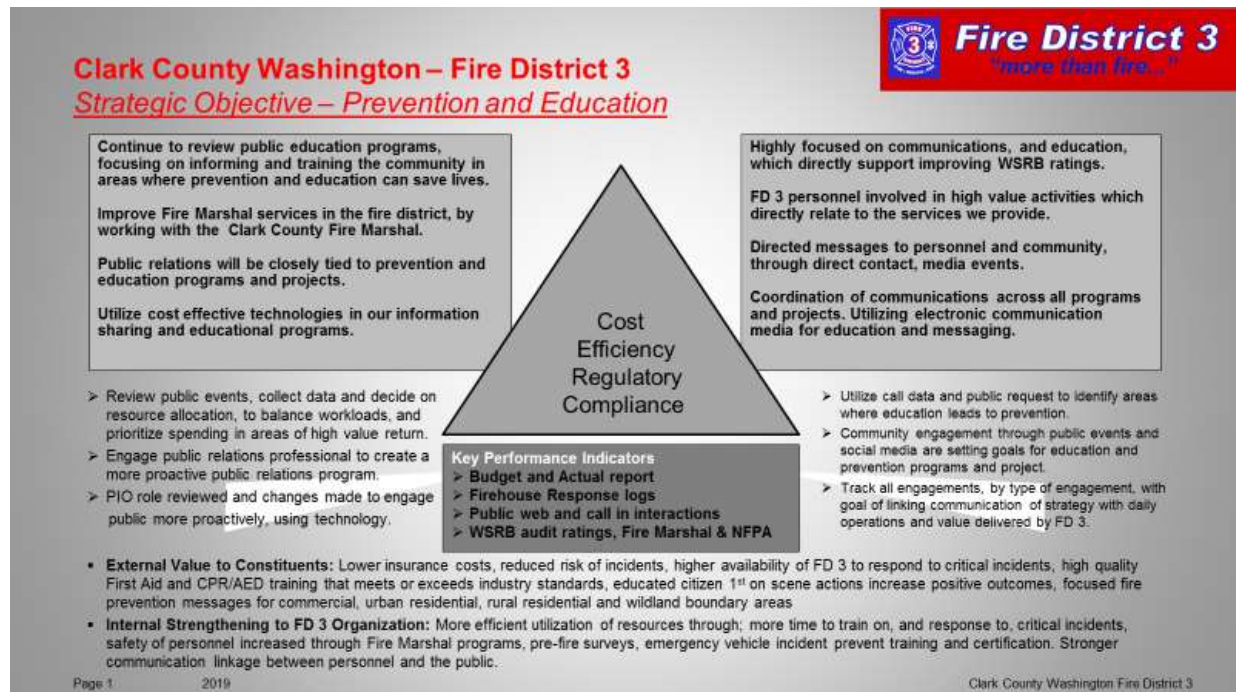 Fire District 3
"more than fire..."
3
Clark County Washington – Fire District 3
Strategic Objective – Prevention and Education
Continue to review public education programs,
focusing on informing and training the community in
areas where prevention and education can save lives.
Improve Fire Marshal services in the fire district, by
working with the Clark County Fire Marshal.
Public relations will be closely tied to prevention and
education programs and projects.
Utilize cost effective technologies in our information
sharing and educational programs.
Highly focused on communications, and education,
which directly support improving WSRB ratings.
FD 3 personnel involved in high value activities which
directly relate to the services we provide.
Directed messages to personnel and community,
through direct contact, media events.
Coordination of communications across all programs
and projects. Utilizing electronic communication
media for education and messaging.
Cost
Efficiency
Regulatory
Compliance
➢ Review public events, collect data and decide on
resource allocation, to balance workloads, and
prioritize spending in areas of high value return.
➢ Engage public relations professional to create a
more proactive public relations program.
➢ PIO role reviewed and changes made to engage
public more proactively, using technology.
Key Performance Indicators
➢ Budget and Actual report
➢ Firehouse Response logs
➢ Public web and call in interactions
➢ WSRB audit ratings, Fire Marshal & NFPA
➢ Utilize call data and public request to identify areas
where education leads to prevention.
➢ Community engagement through public events and
social media are setting goals for education and
prevention programs and project.
➢ Track all engagements, by type of engagement, with
goal of linking communication of strategy with daily
operations and value delivered by FD 3.
▪ External Value to Constituents: Lower insurance costs, reduced risk of incidents, higher availability of FD 3 to respond to critical incidents, high quality
First Aid and CPR/AED training that meets or exceeds industry standards, educated citizen 1st on scene actions increase positive outcomes, focused fire
prevention messages for commercial, urban residential, rural residential and wildland boundary areas
▪ Internal Strengthening to FD 3 Organization: More efficient utilization of resources through; more time to train on, and response to, critical incidents,
safety of personnel increased through Fire Marshal programs, pre-fire surveys, emergency vehicle incident prevent training and certification. Stronger
communication linkage between personnel and the public.
Page 1
2019
Clark County Washington Fire District 3